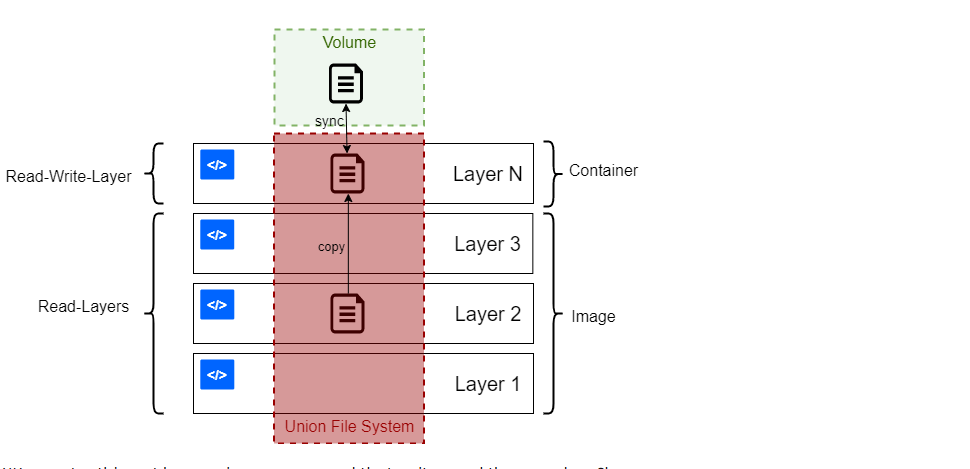 Volume
sync
</>
Read-Write-Layer
Layer N
Container
</>
Layer 3
copy
Read-Layers
</>
Layer 2
Image
</>
Layer 1
Union File System